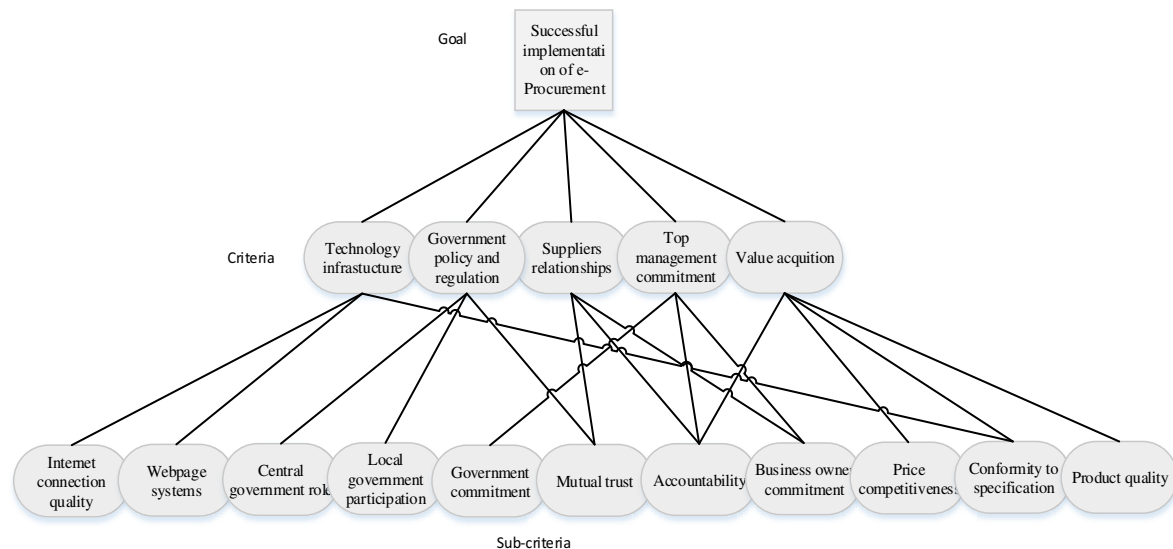 Goal
Successful
implementati
on of e-
Procurement
Criteria
Technology
infrastucture
Government
policy and
regulation
Suppliers
relationships
Top
management
commitment
Value acquition
Internet
connection
quality
Webpage
systems
Central
government role
Local
government
participation
Government
commitment
Mutual trust
Accountability
Business owner
commitment
Price
competitiveness
Conformity to
specification
Product quality
Sub-criteria